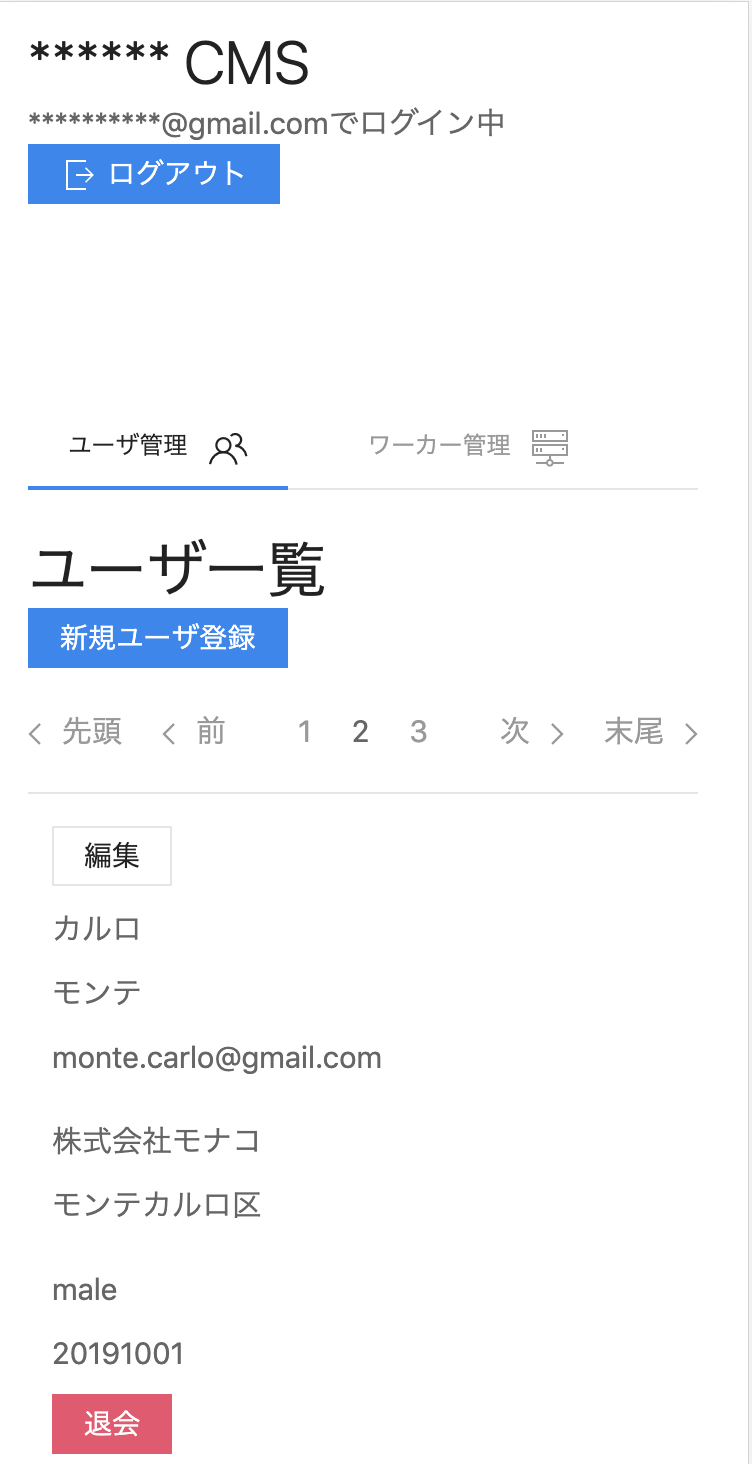 ****** CMS
**********@gmail.comでログイン中
ログアウト
ユーザ管理 ワーカー管理
ユーザ一覧
新規ユーザ登録
先頭 前 1 2 3 次 末尾
編集
カルロ
モンテ
monte.carlo@gmail.com
株式会社モナコ
モンテカルロ区
male
20191001
退会